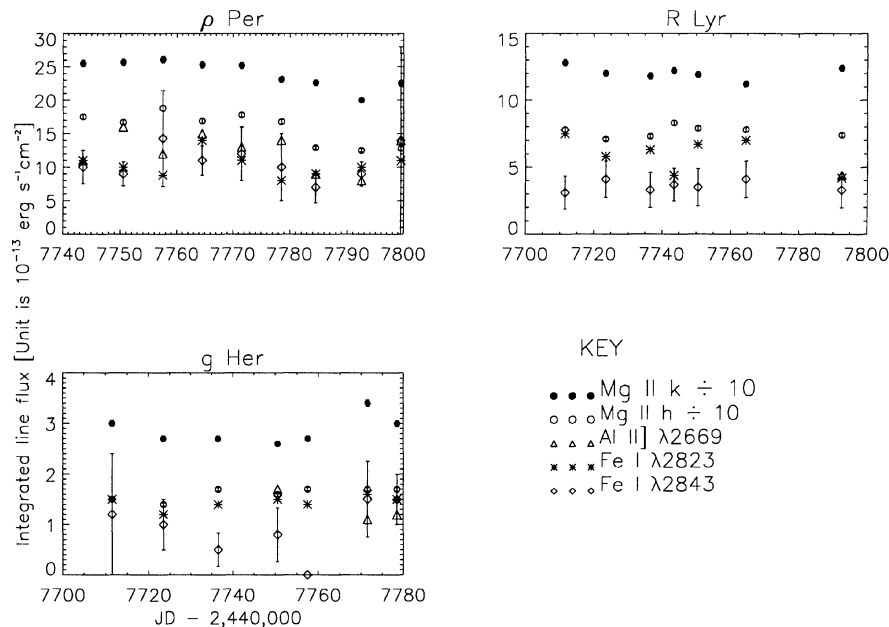 ρ Per
R Lyr
30
25
20
15
10
5
0
7740 7750 7760 7770 7780 7790 7800
15
10
5
0
7700 7720 7740 7760 7780 7800
Integrated line flux [Unit is 10⁻¹³ erg s⁻¹cm⁻²]
g Her
4
3
2
1
0
7700 7720 7740 7760 7780
JD – 2,440,000
KEY
Mg II k ÷ 10
Mg II h ÷ 10
Al II] λ2669
Fe I λ2823
Fe I λ2843